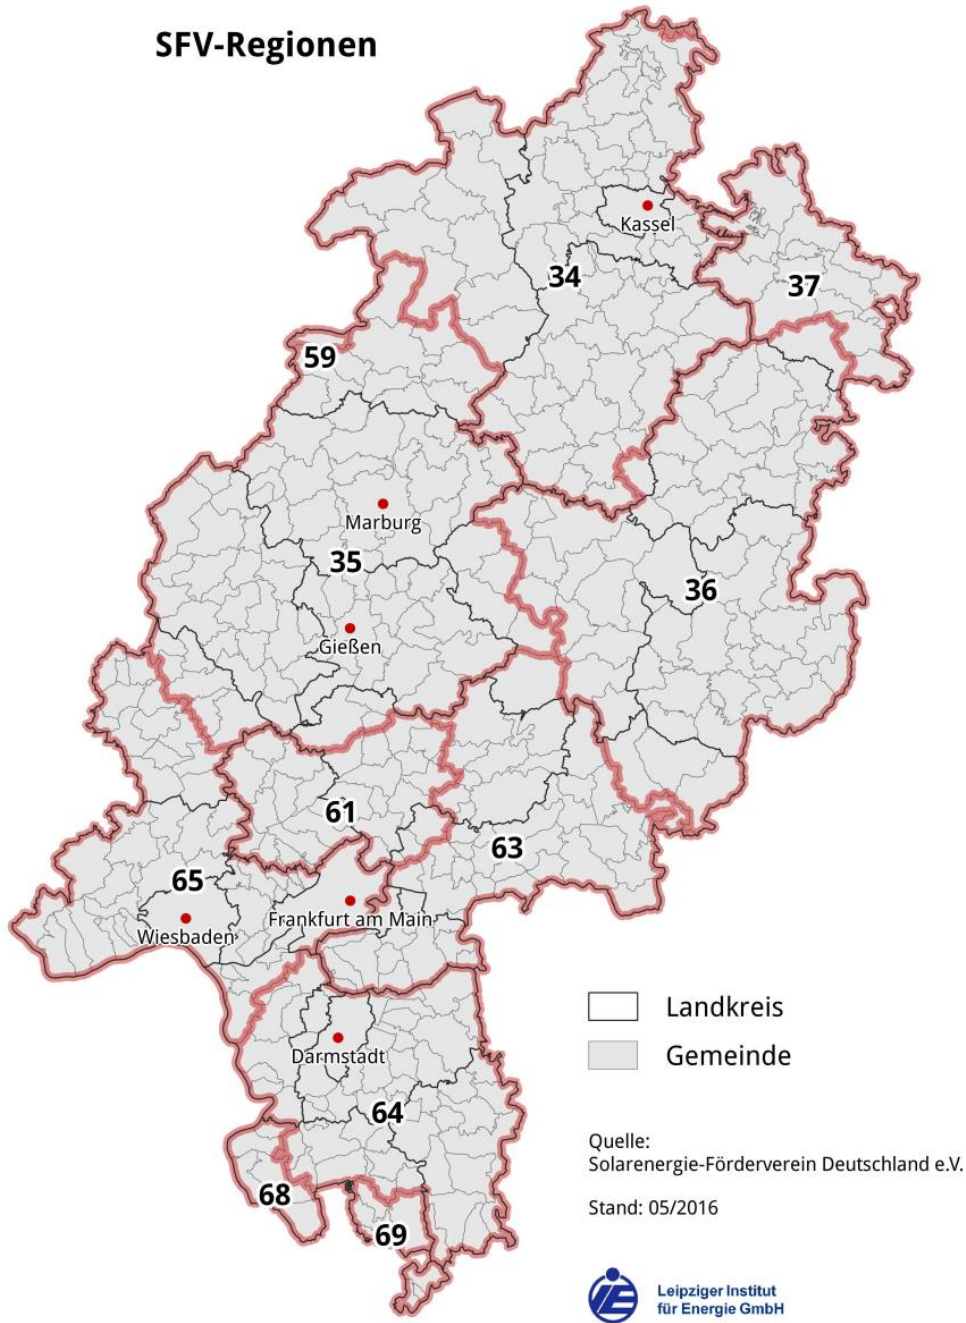 SFV-Regionen
Kassel
34
37
59
Marburg
35
36
Gießen
61
63
65
Frankfurt am Main
Wiesbaden
Landkreis
Darmstadt
Gemeinde
64
Quelle:
Solarenergie-Förderverein Deutschland e.V.
68
Stand: 05/2016
69
IE
Leipziger Institut
für Energie GmbH